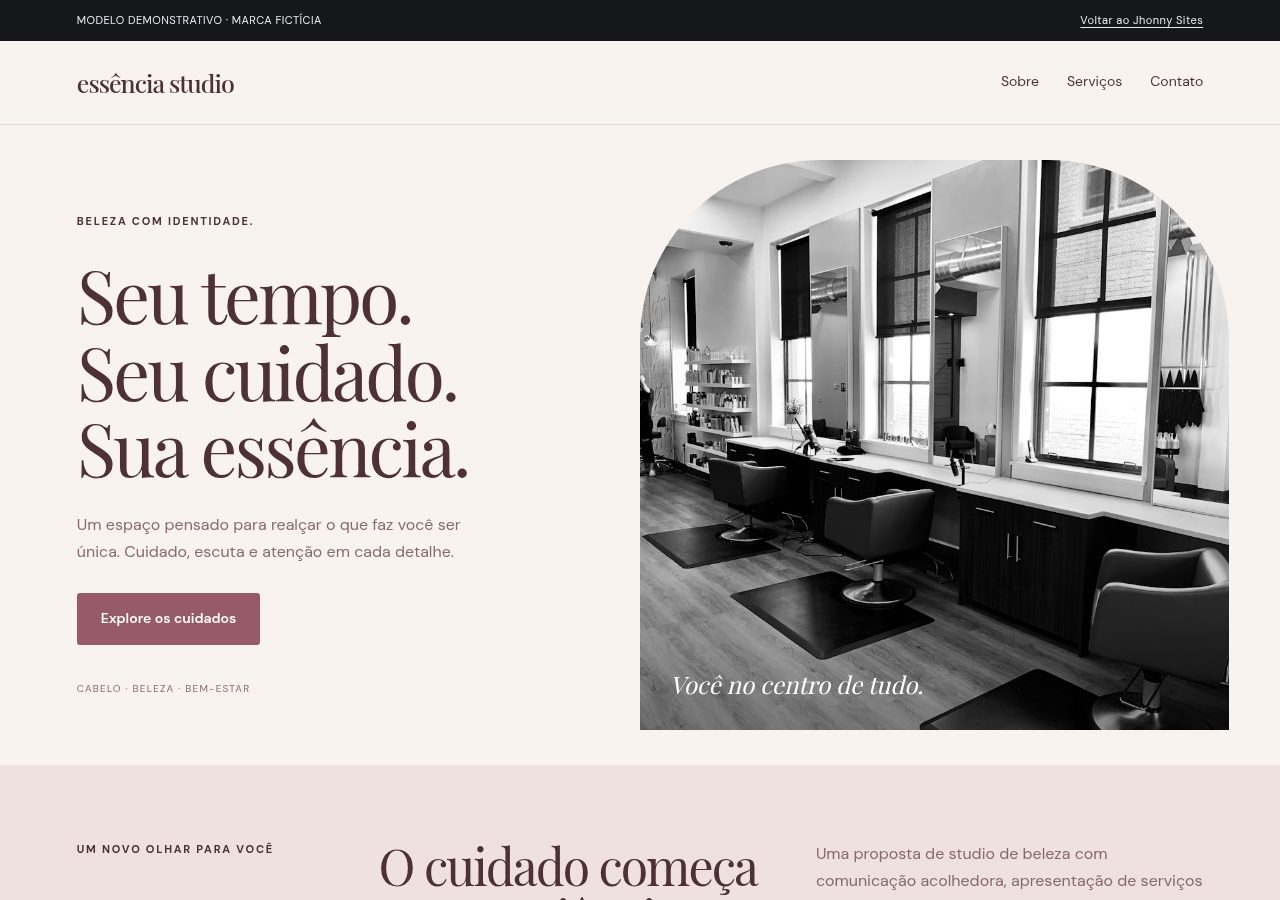 MODELO DEMONSTRATIVO · MARCA FICTÍCIA
Voltar ao Jhonny Sites
essência studio
Sobre
Serviços
Contato
BELEZA COM IDENTIDADE.
Seu tempo.
Seu cuidado.
Sua essência.
Um espaço pensado para realçar o que faz você ser
única. Cuidado, escuta e atenção em cada detalhe.
Explore os cuidados
CABELO · BELEZA · BEM-ESTAR
Você no centro de tudo.
UM NOVO OLHAR PARA VOCÊ
O cuidado começa
Uma proposta de studio de beleza com
comunicação acolhedora, apresentação de serviços